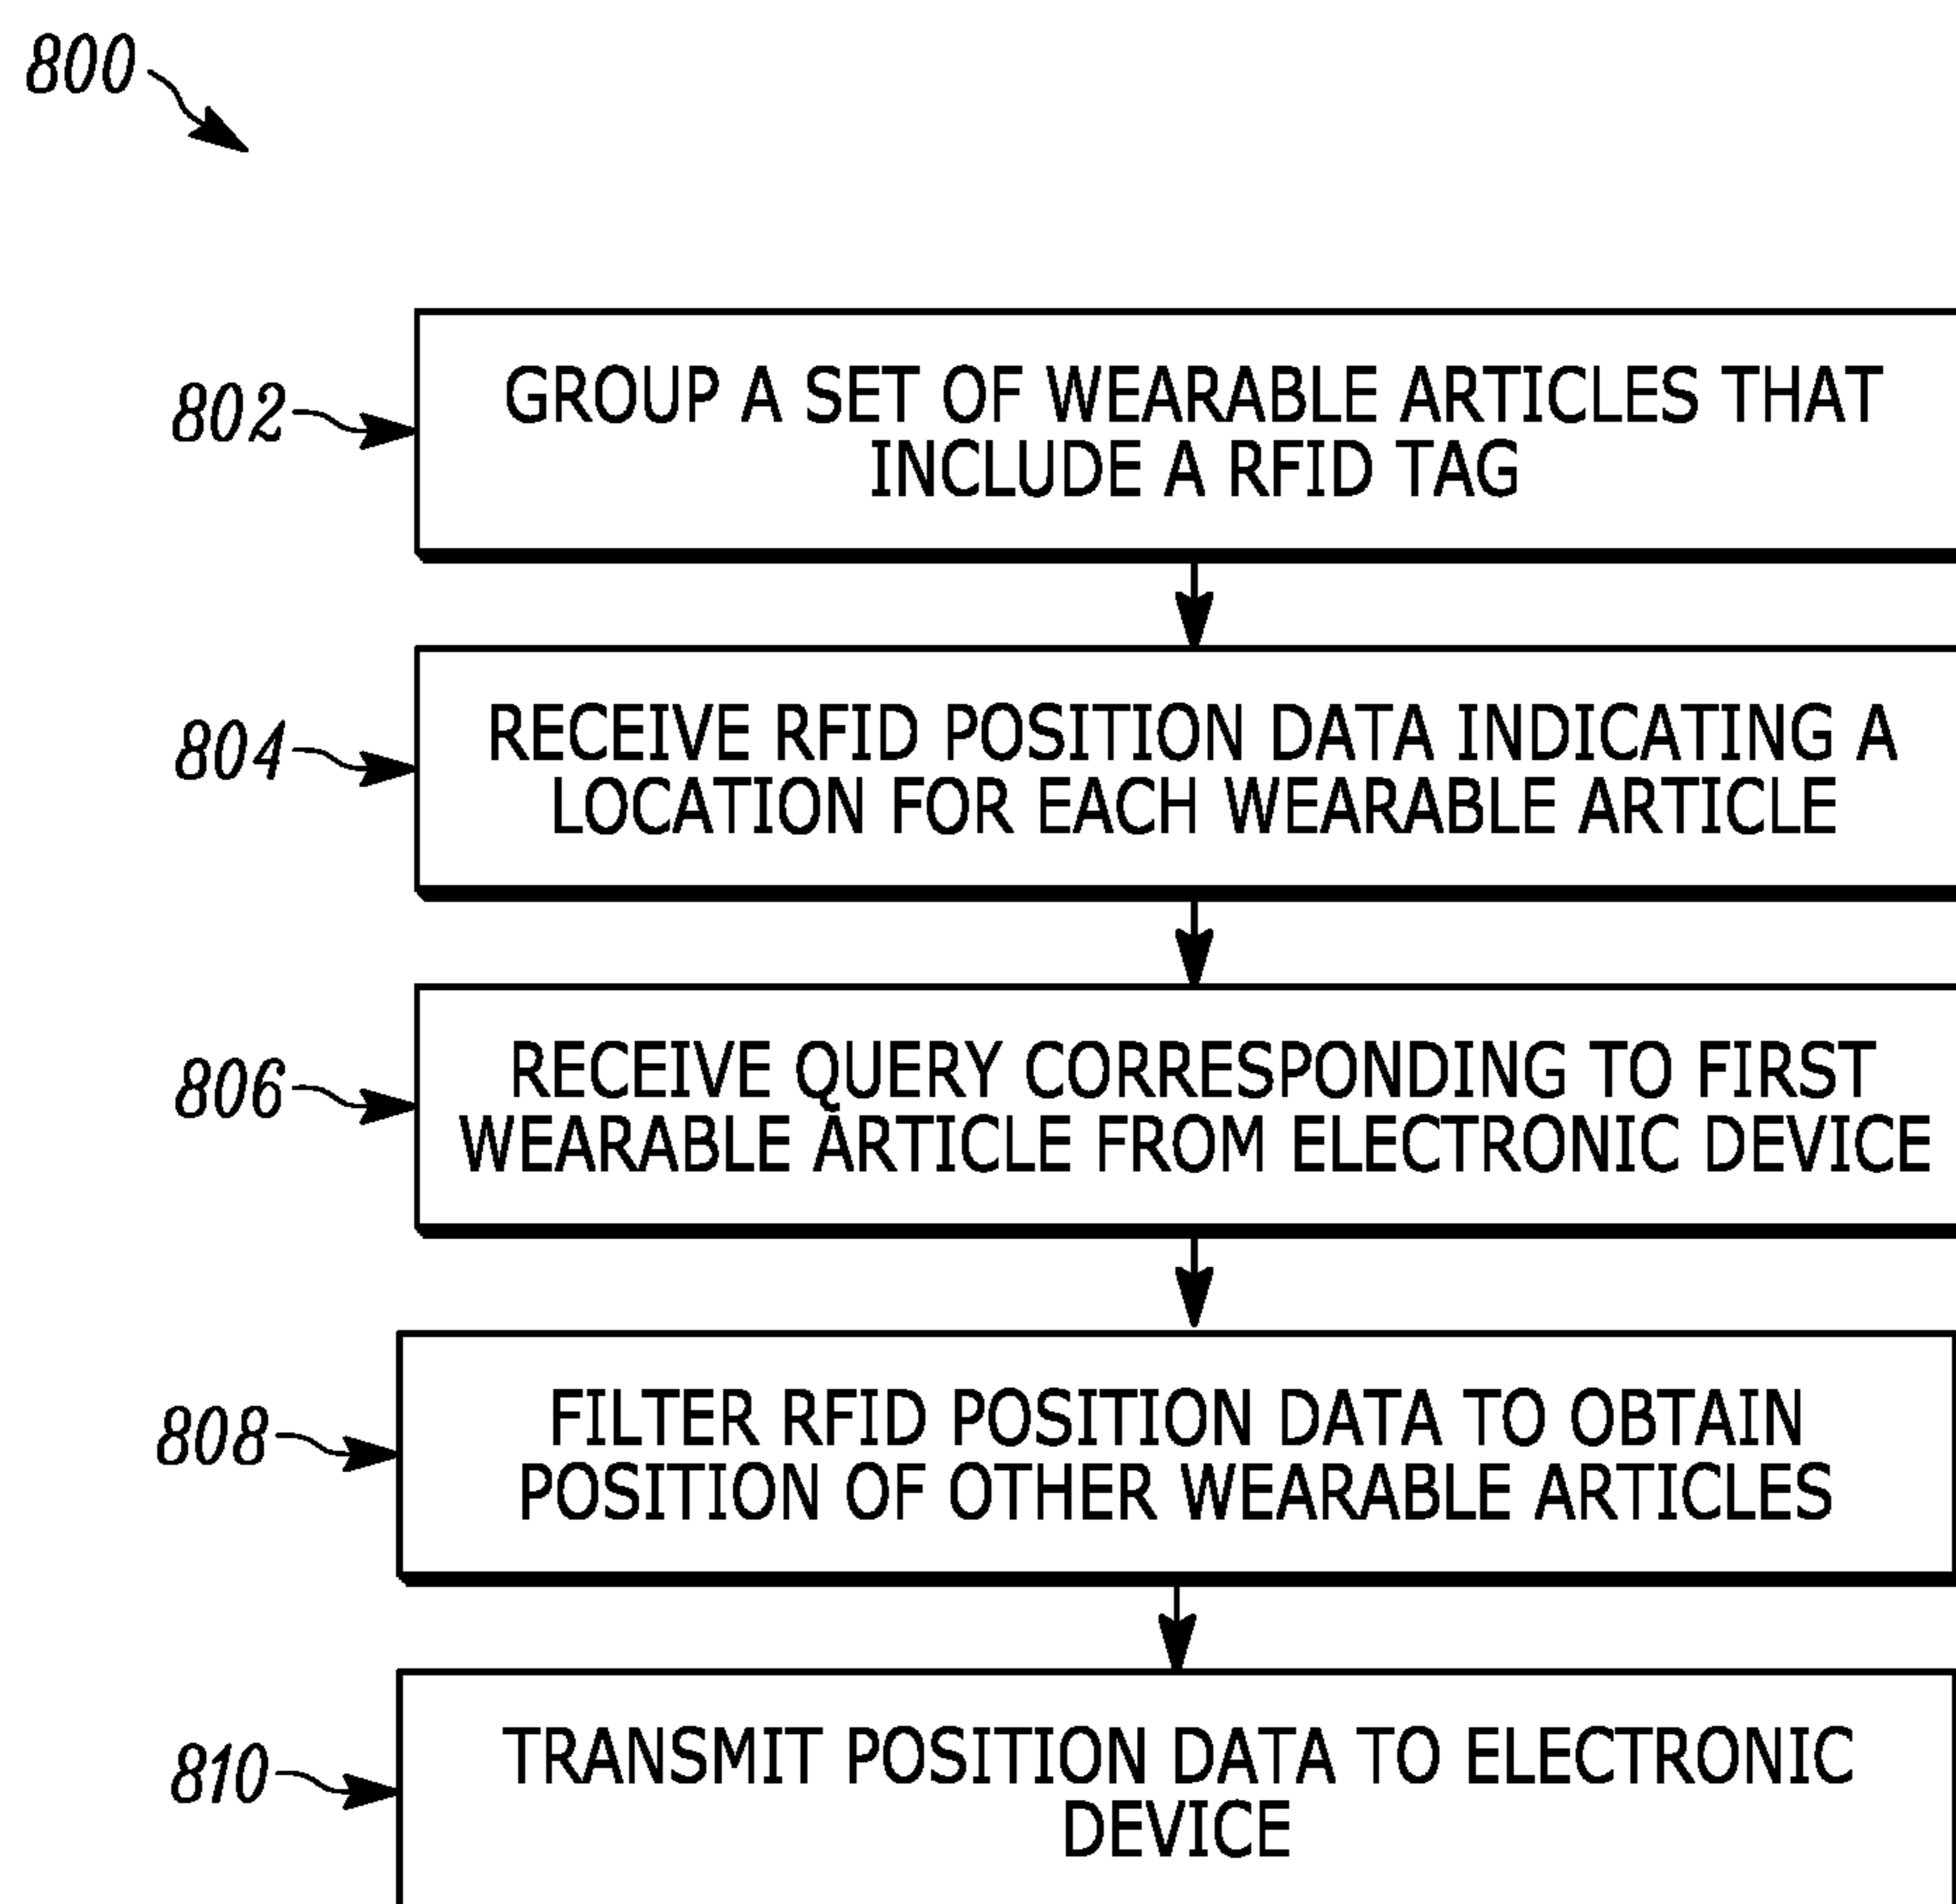 800
802
GROUP A SET OF WEARABLE ARTICLES THAT
INCLUDE A RFID TAG
804
RECEIVE RFID POSITION DATA INDICATING A
LOCATION FOR EACH WEARABLE ARTICLE
806
RECEIVE QUERY CORRESPONDING TO FIRST
WEARABLE ARTICLE FROM ELECTRONIC DEVICE
808
FILTER RFID POSITION DATA TO OBTAIN
POSITION OF OTHER WEARABLE ARTICLES
810
TRANSMIT POSITION DATA TO ELECTRONIC
DEVICE